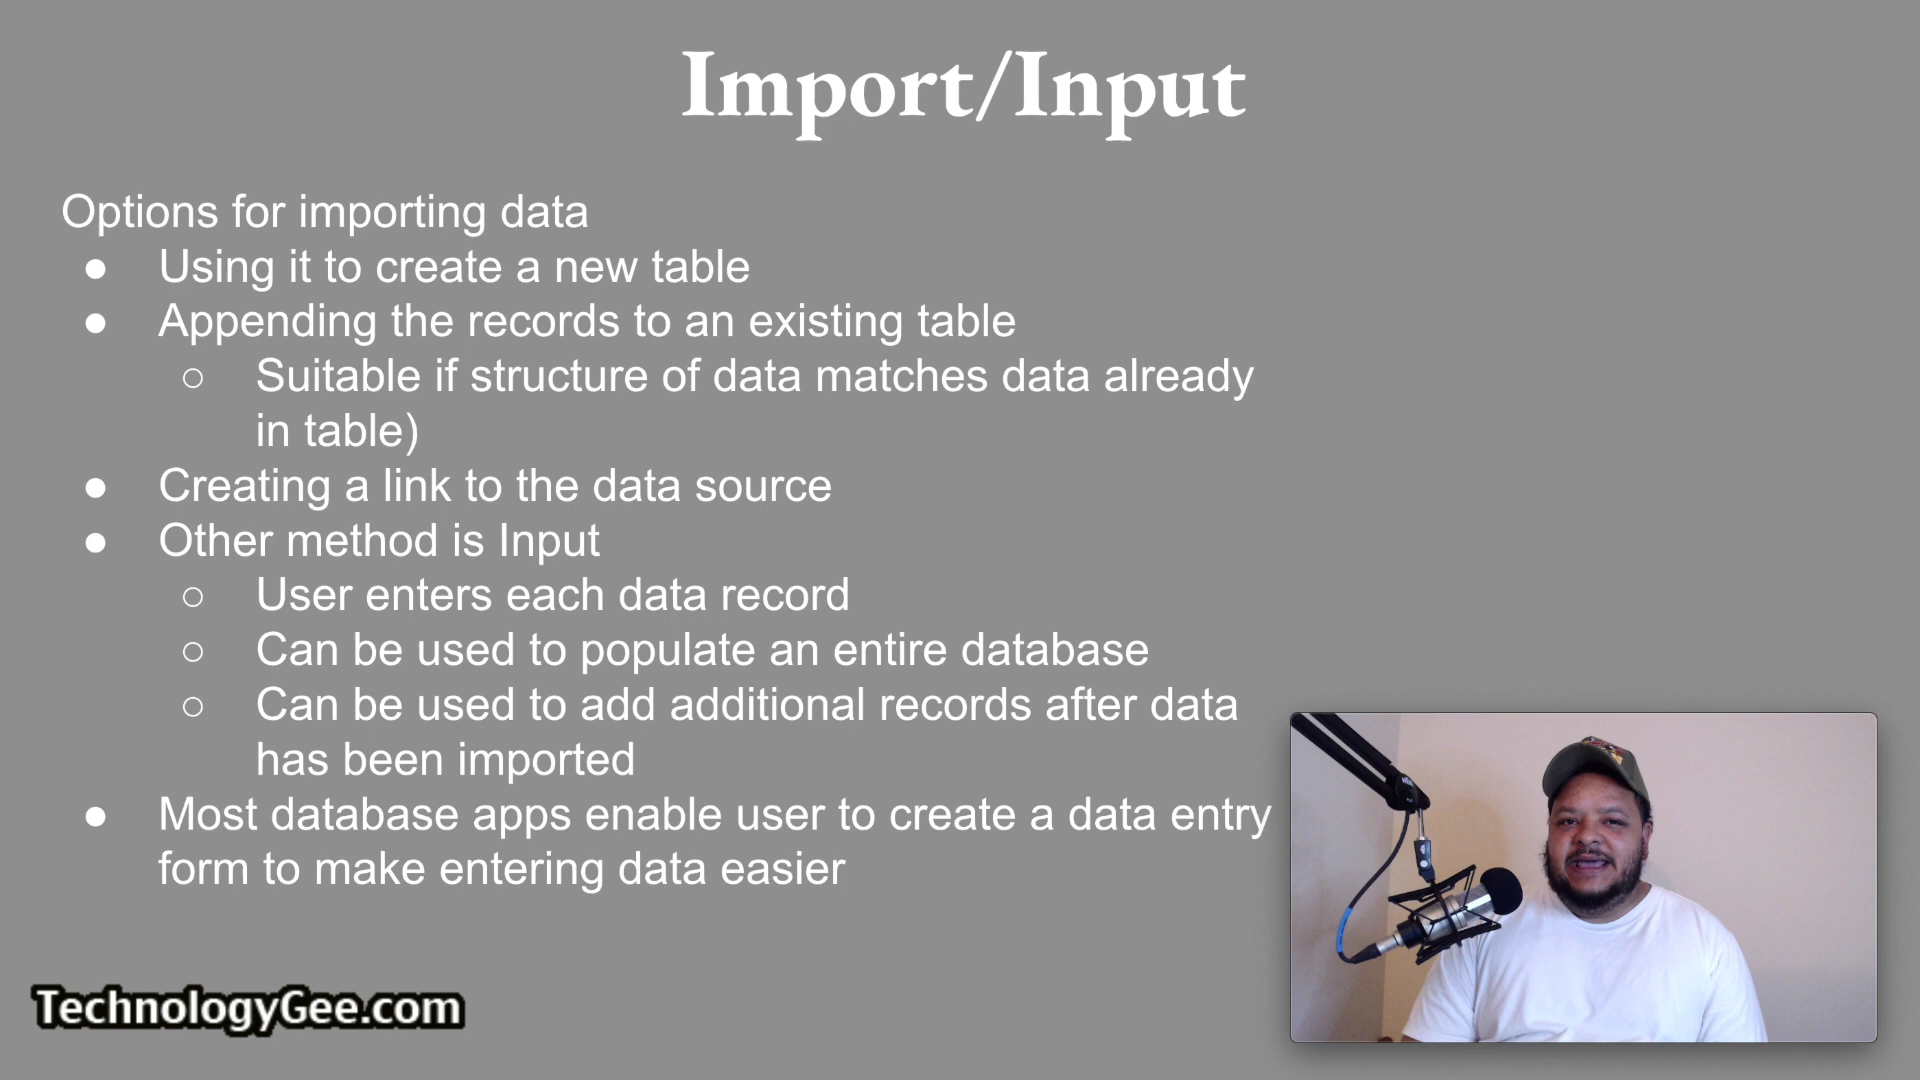 Import/Input
Options for importing data
● Using it to create a new table
● Appending the records to an existing table
○ Suitable if structure of data matches data already
in table)
● Creating a link to the data source
● Other method is Input
○ User enters each data record
○ Can be used to populate an entire database
○ Can be used to add additional records after data
has been imported
● Most database apps enable user to create a data entry
form to make entering data easier
TechnologyGee.com